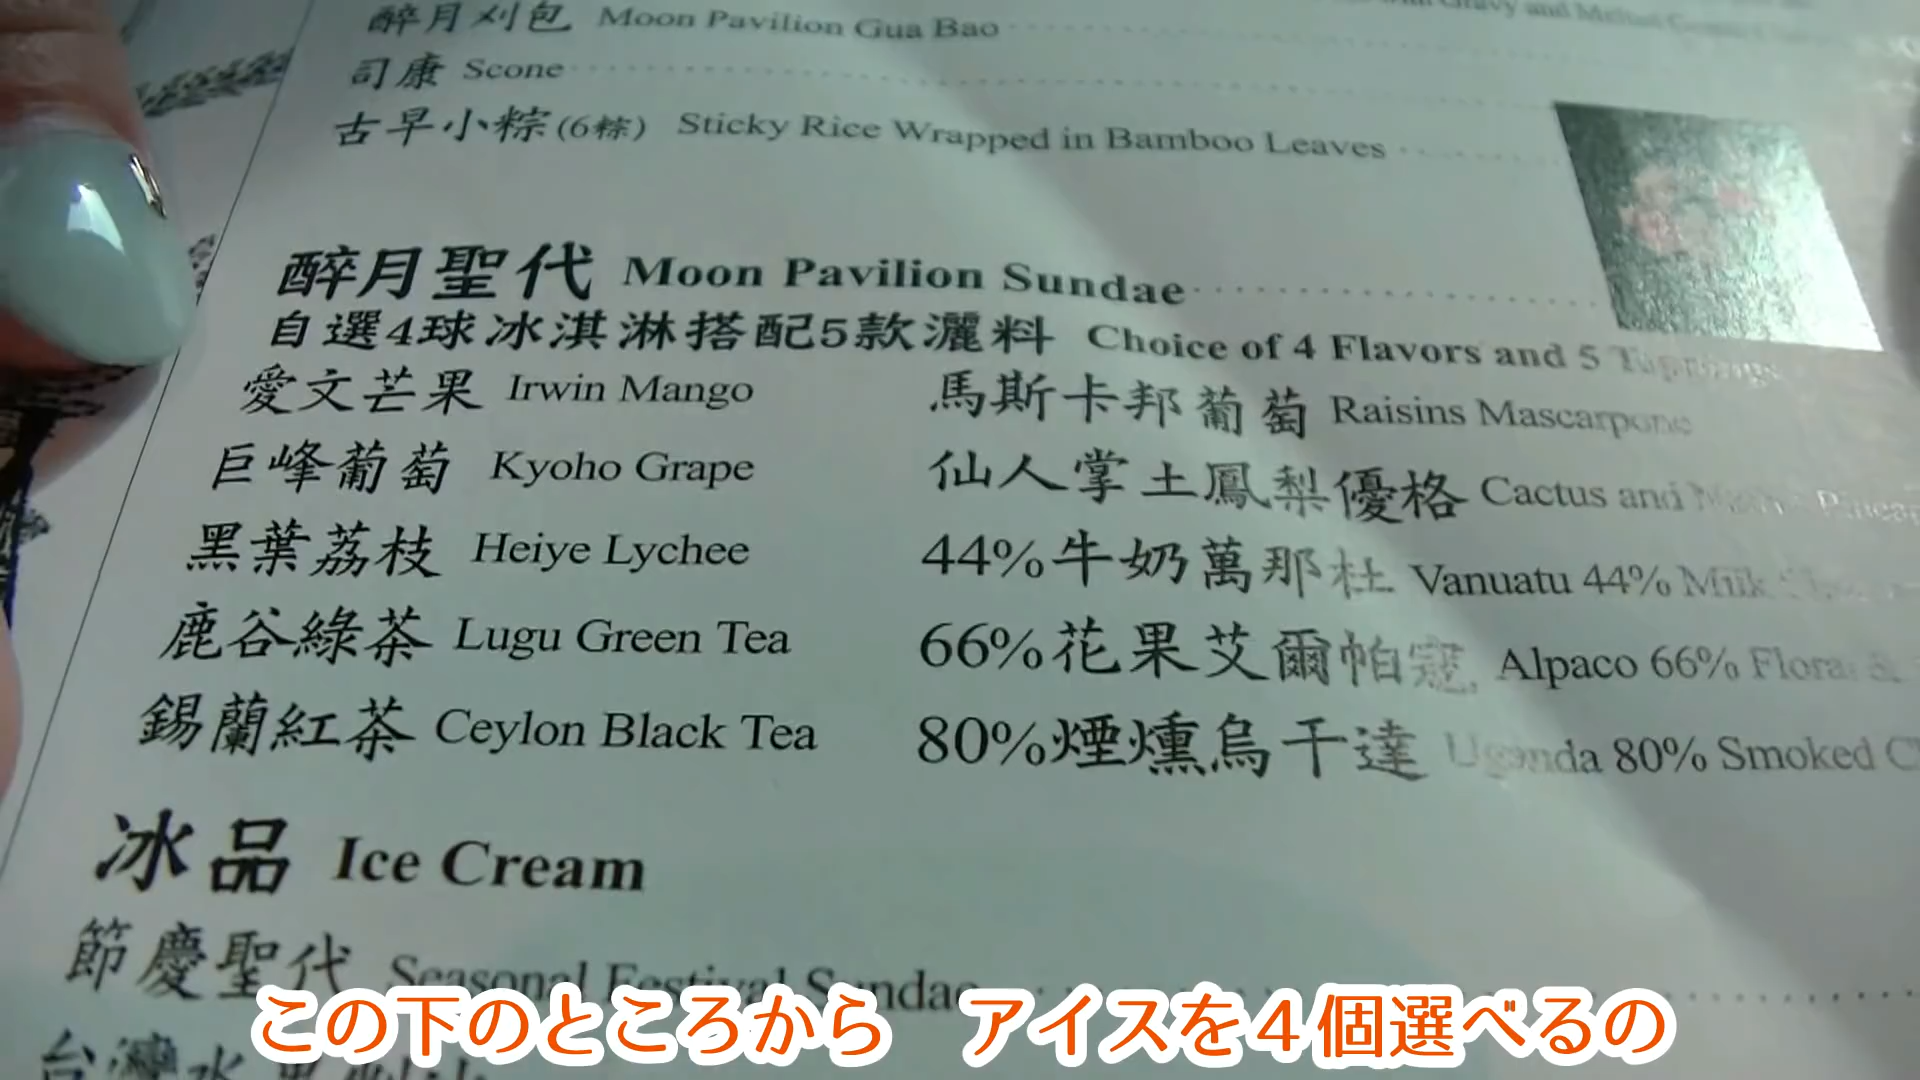 醉月刈包 Moon Pavilion Gua Bao
司康 Scone
古早小粽(6粽) Sticky Rice Wrapped in Bamboo Leaves
醉月聖代 Moon Pavilion Sundae
自選4球冰淇淋搭配5款灑料 Choice of 4 Flavors and 5 Toppings
愛文芒果 Irwin Mango
馬斯卡邦葡萄 Raisins Mascarpone
巨峰葡萄 Kyoho Grape
仙人掌土鳳梨優格 Cactus and
黑葉荔枝 Heiye Lychee
44%牛奶萬那杜 Vanuatu 44% Milk
鹿谷綠茶 Lugu Green Tea
66%花果艾爾帕蔻 Alpaco 66% Floral &
錫蘭紅茶 Ceylon Black Tea
80%煙燻烏干達 Uganda 80% Smoked
冰品 Ice Cream
節慶聖代 Seasonal Festival Sundae
この下のところから アイスを4個選べるの